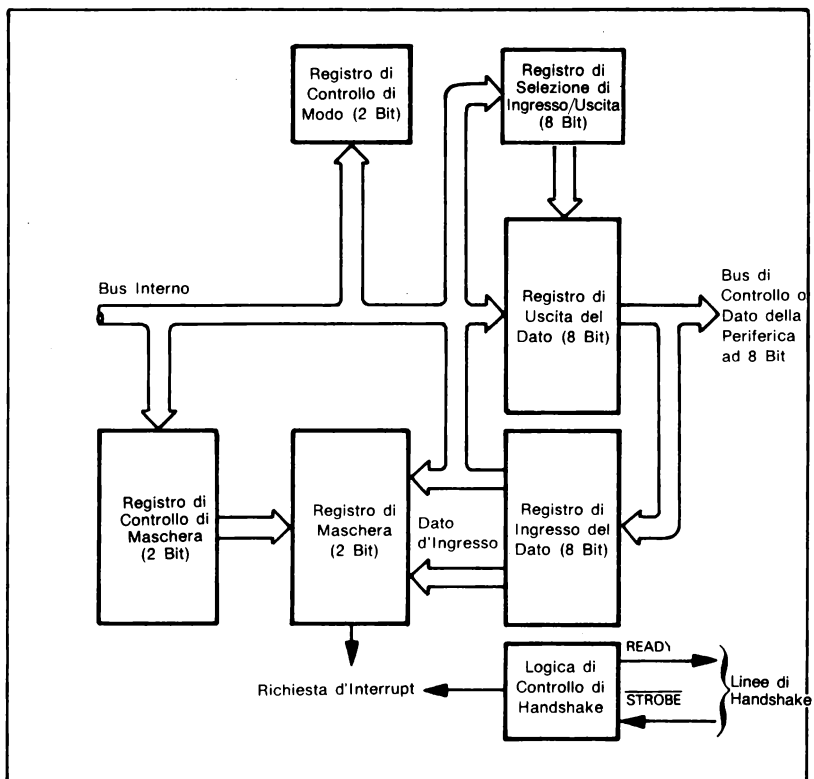 Registro di
Controllo di
Modo (2 Bit)
Registro di
Selezione di
Ingresso/Uscita
(8 Bit)
Bus Interno
Registro di
Uscita del
Dato (8 Bit)
Bus di
Controllo o
Dato della
Periferica
ad 8 Bit
Registro di
Controllo di
Maschera
(2 Bit)
Registro di
Maschera
(2 Bit)
Dato
d'Ingresso
Registro di
Ingresso del
Dato (8 Bit)
Richiesta d'Interrupt
Logica di
Controllo di
Handshake
READY
STROBE
Linee di
Handshake